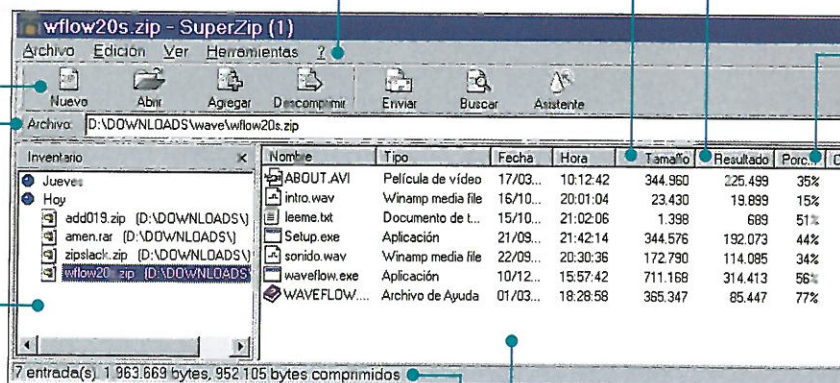 wflow20s.zip - SuperZip (1)
Archivo Edición Ver Herramientas ?
Nuevo Abrir Agregar Descomprimir Enviar Buscar Asistente
Archivo: D:\DOWNLOADS\wave\wflow20s.zip
Inventario
Jueves
Hoy
add019.zip (D:\DOWNLOADS\)
amen.rar (D:\DOWNLOADS\)
zipslack.zip (D:\DOWNLOADS\)
wflow20s.zip (D:\DOWNLOADS\
Nombre Tipo Fecha Hora Tamaño Resultado Porc...
ABOUT.AVI Película de vídeo 17/03... 10:12:42 344.960 225.499 35%
intro.wav Winamp media file 16/10... 20:01:04 23.430 19.899 15%
leeme.txt Documento de t... 15/10... 21:02:06 1.398 689 51%
Setup.exe Aplicación 21/09... 21:42:14 344.576 192.073 44%
sonido.wav Winamp media file 22/09... 20:30:36 172.790 114.085 34%
waveflow.exe Aplicación 10/12... 15:57:42 711.168 314.413 56%
WAVEFLOW.... Archivo de Ayuda 01/03... 18:28:58 365.347 85.447 77%
7 entrada(s), 1.963.669 bytes, 952.105 bytes comprimidos